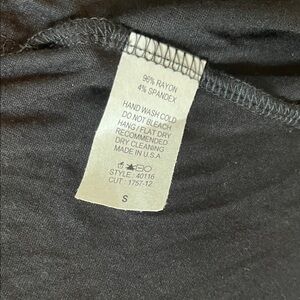 96% RAYON
4% SPANDEX
HAND WASH COLD
DO NOT BLEACH
HANG / FLAT DRY
RECOMMENDED
DRY CLEANING
MADE IN U.S.A
STYLE : 40116
CUT : 1757-12
S